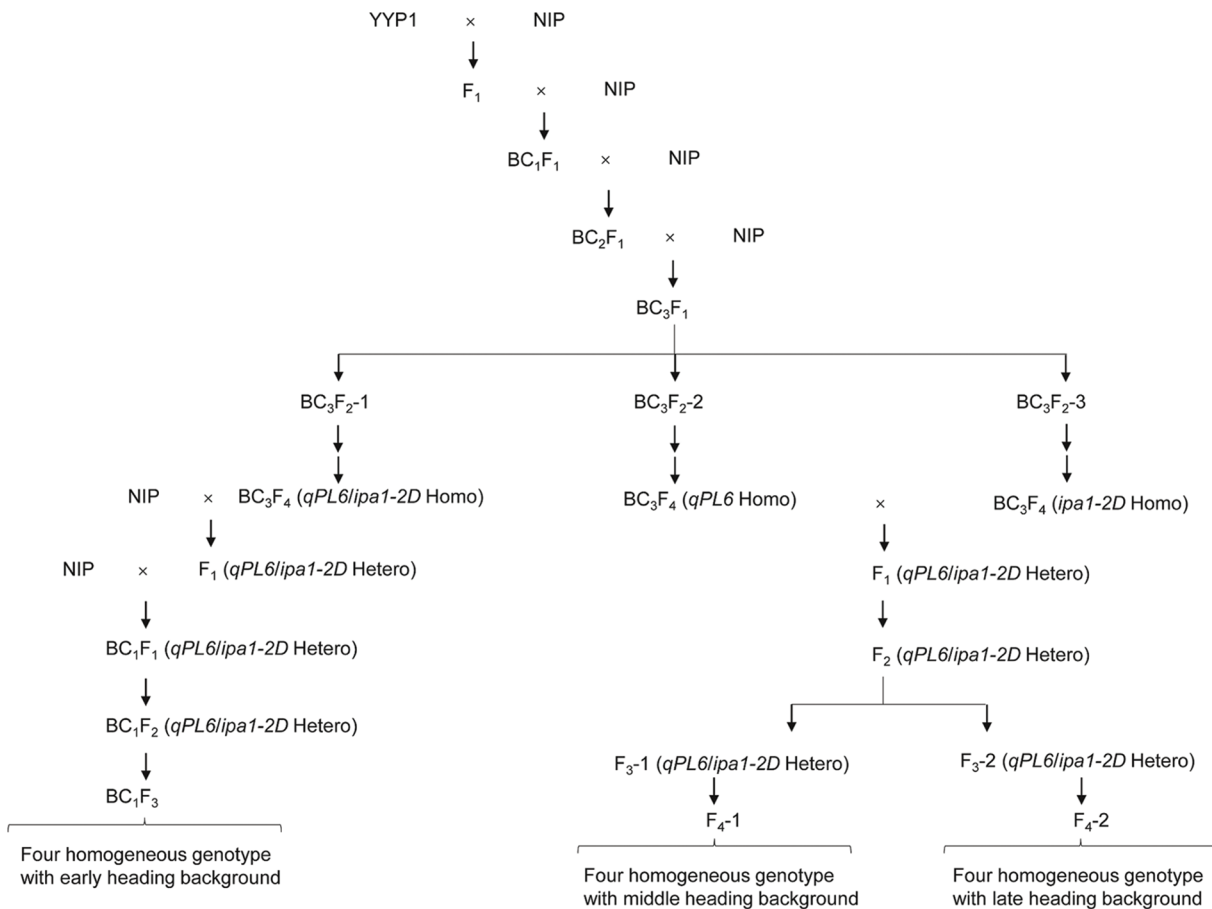 YYP1 × NIP
F₁ × NIP
BC₁F₁ × NIP
BC₂F₁ × NIP
BC₃F₁
BC₃F₂-1 BC₃F₂-2 BC₃F₂-3
NIP × BC₃F₄ (qPL6/ipa1-2D Homo) BC₃F₄ (qPL6 Homo) × BC₃F₄ (ipa1-2D Homo)
NIP × F₁ (qPL6/ipa1-2D Hetero) F₁ (qPL6/ipa1-2D Hetero)
BC₁F₁ (qPL6/ipa1-2D Hetero) F₂ (qPL6/ipa1-2D Hetero)
BC₁F₂ (qPL6/ipa1-2D Hetero)
F₃-1 (qPL6/ipa1-2D Hetero) F₃-2 (qPL6/ipa1-2D Hetero)
BC₁F₃
F₄-1 F₄-2
Four homogeneous genotype
with early heading background
Four homogeneous genotype
with middle heading background
Four homogeneous genotype
with late heading background